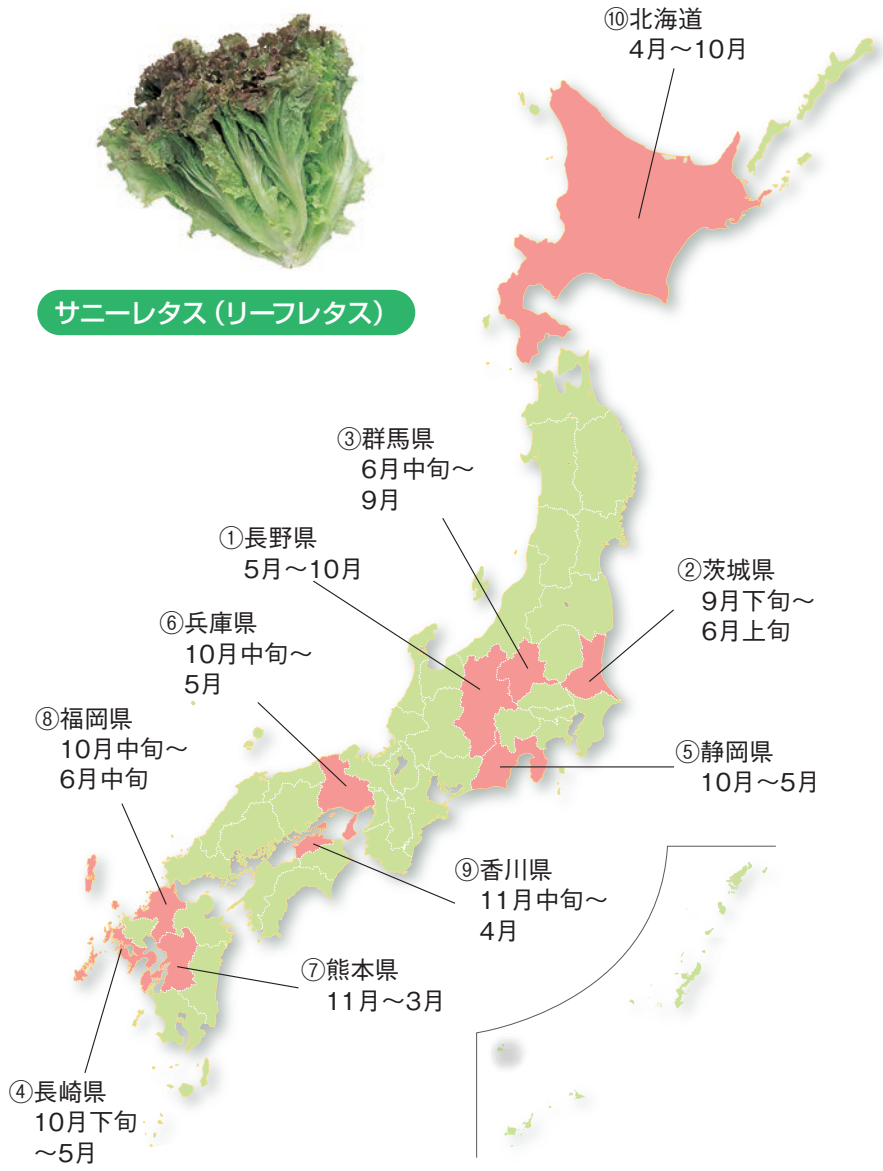 ⑩北海道
4月～10月
サニーレタス（リーフレタス）
③群馬県
6月中旬～
9月
①長野県
5月～10月
②茨城県
9月下旬～
6月上旬
⑥兵庫県
10月中旬～
5月
⑧福岡県
10月中旬～
6月中旬
⑤静岡県
10月～5月
⑨香川県
11月中旬～
4月
⑦熊本県
11月～3月
④長崎県
10月下旬
～5月